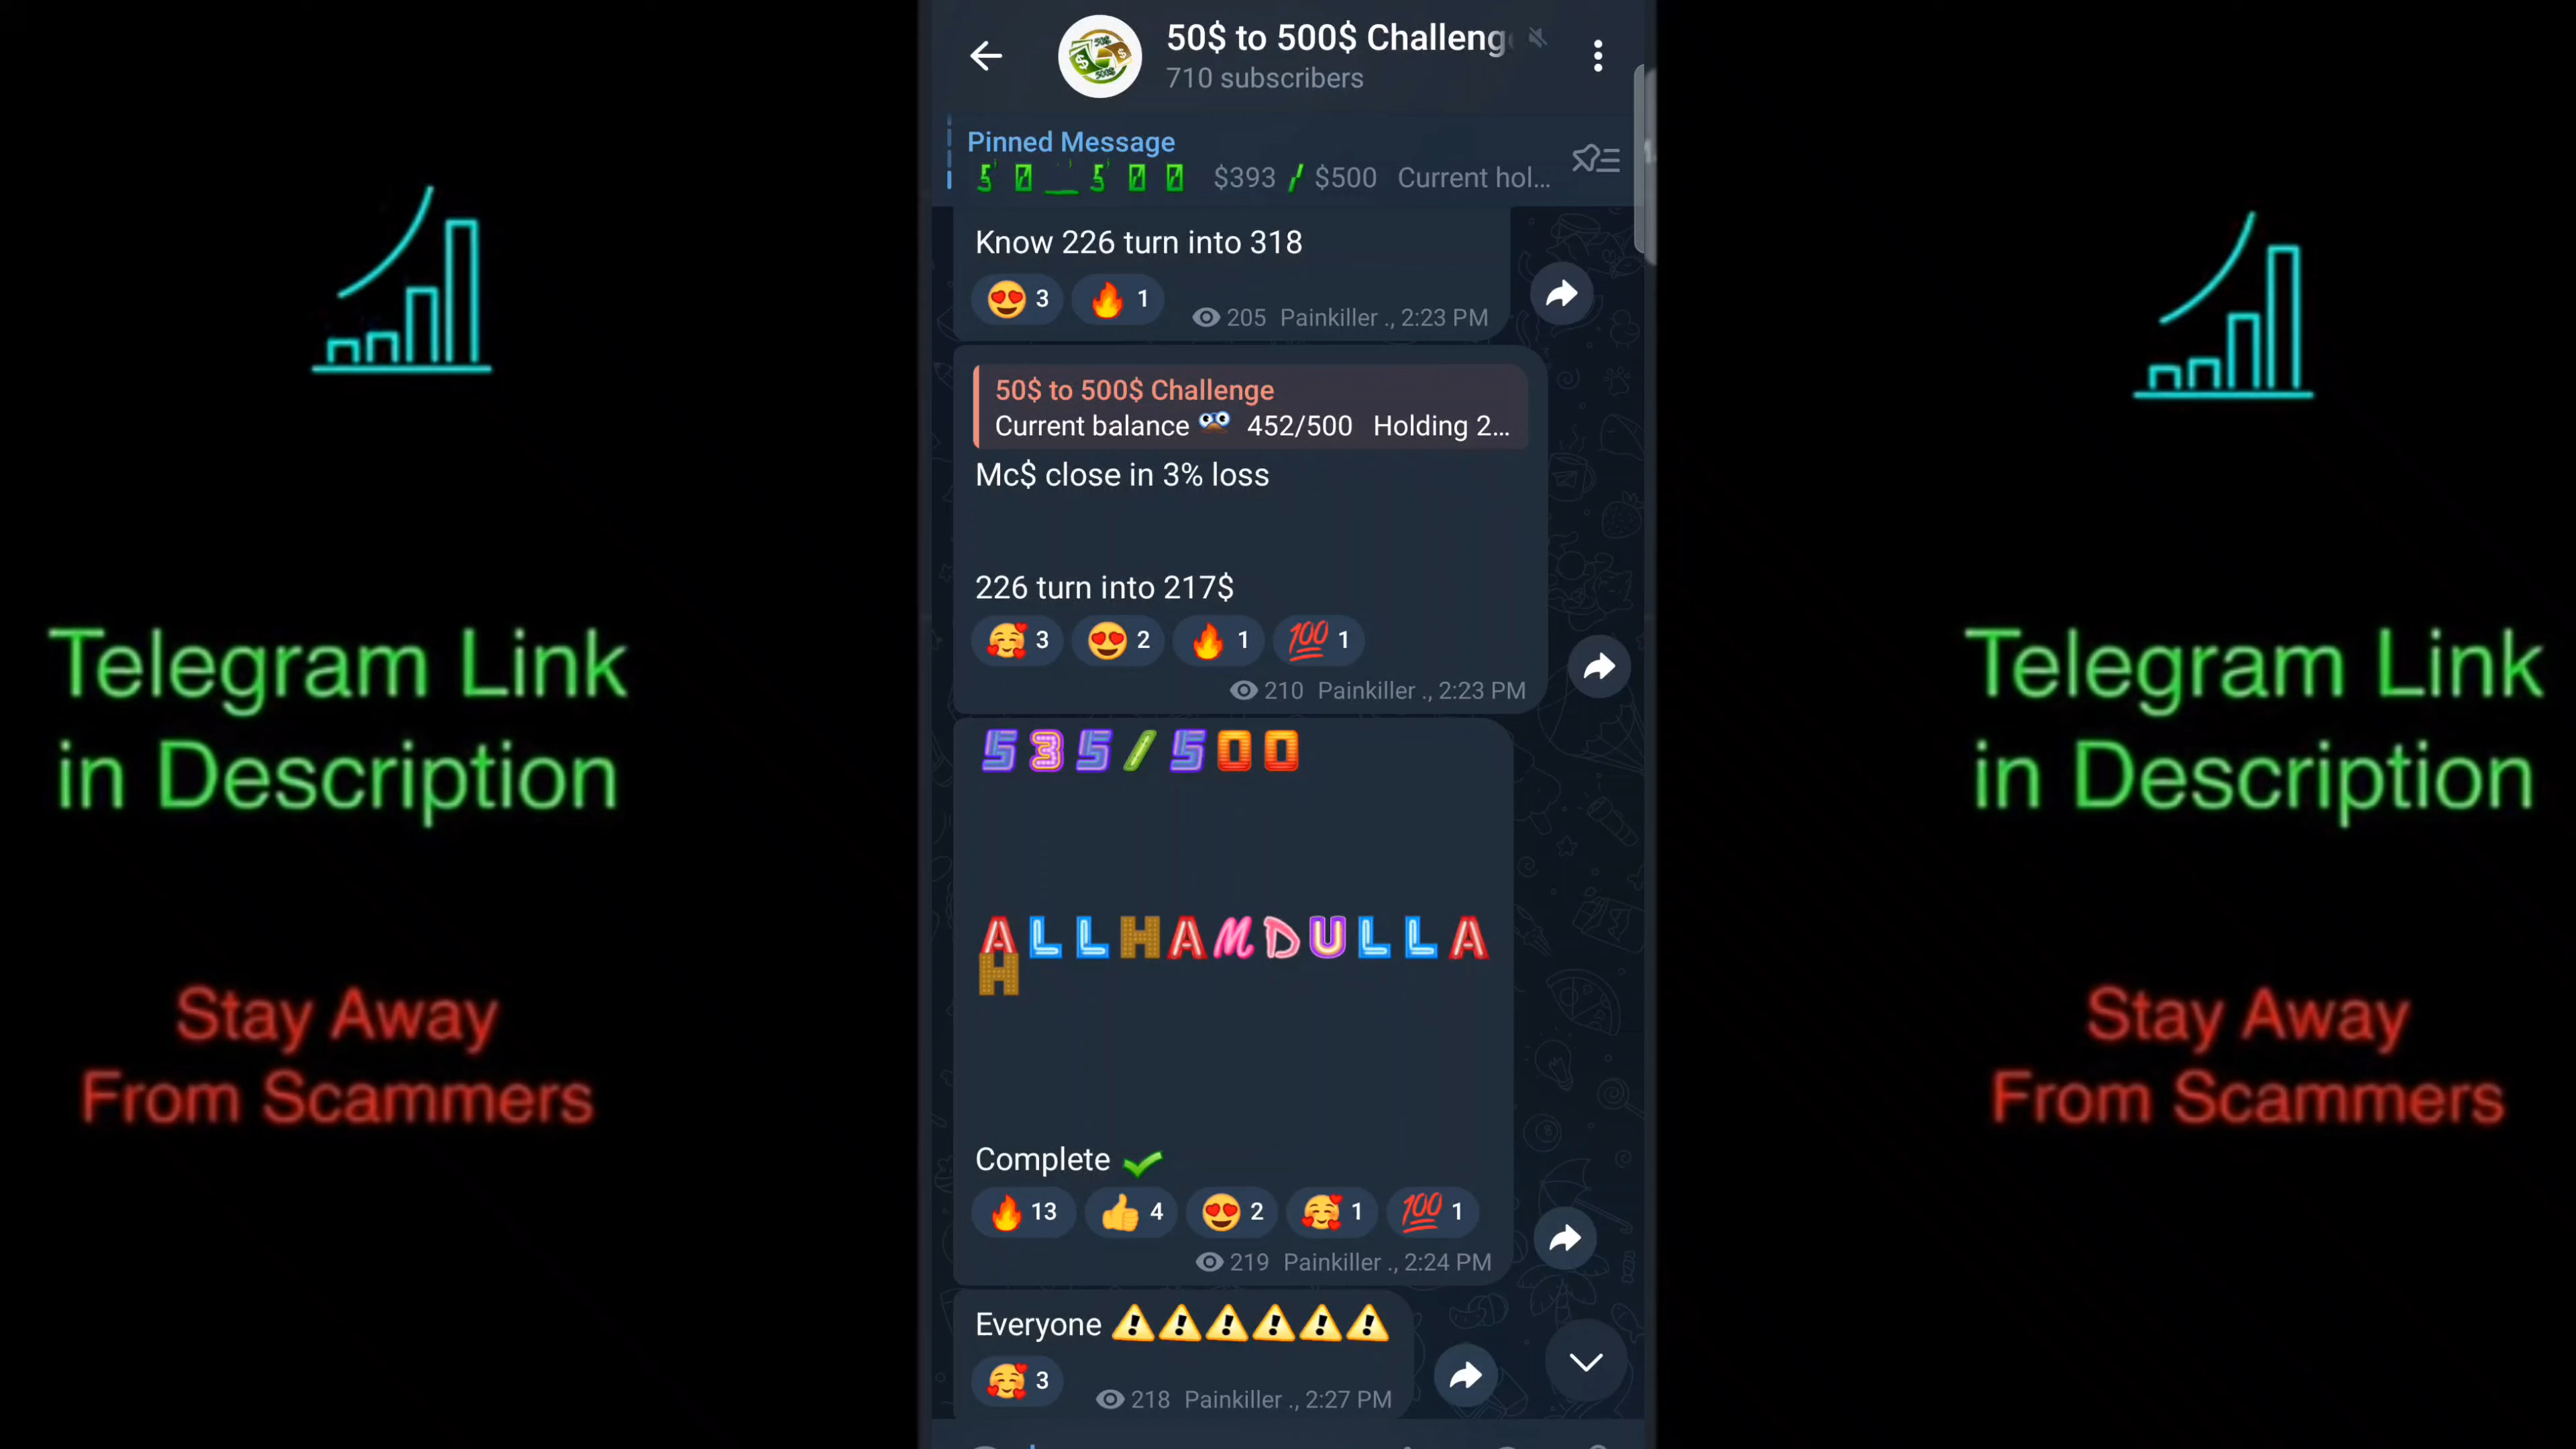 50$ to 500$ Challeng
710 subscribers
Pinned Message
50_500 $393 / $500 Current hol...
Know 226 turn into 318
😍 3 🔥 1
205 Painkiller ., 2:23 PM
50$ to 500$ Challenge
Current balance 452/500 Holding 2...
Mc$ close in 3% loss
226 turn into 217$
🥰 3 😍 2 🔥 1 💯 1
210 Painkiller ., 2:23 PM
535/500
ALLHAMDULLA
H
Complete ✔
🔥 13 👍 4 😍 2 🥰 1 💯 1
219 Painkiller ., 2:24 PM
Everyone ⚠⚠⚠⚠⚠⚠
🥰 3
218 Painkiller ., 2:27 PM
Telegram Link
in Description
Stay Away
From Scammers
Telegram Link
in Description
Stay Away
From Scammers